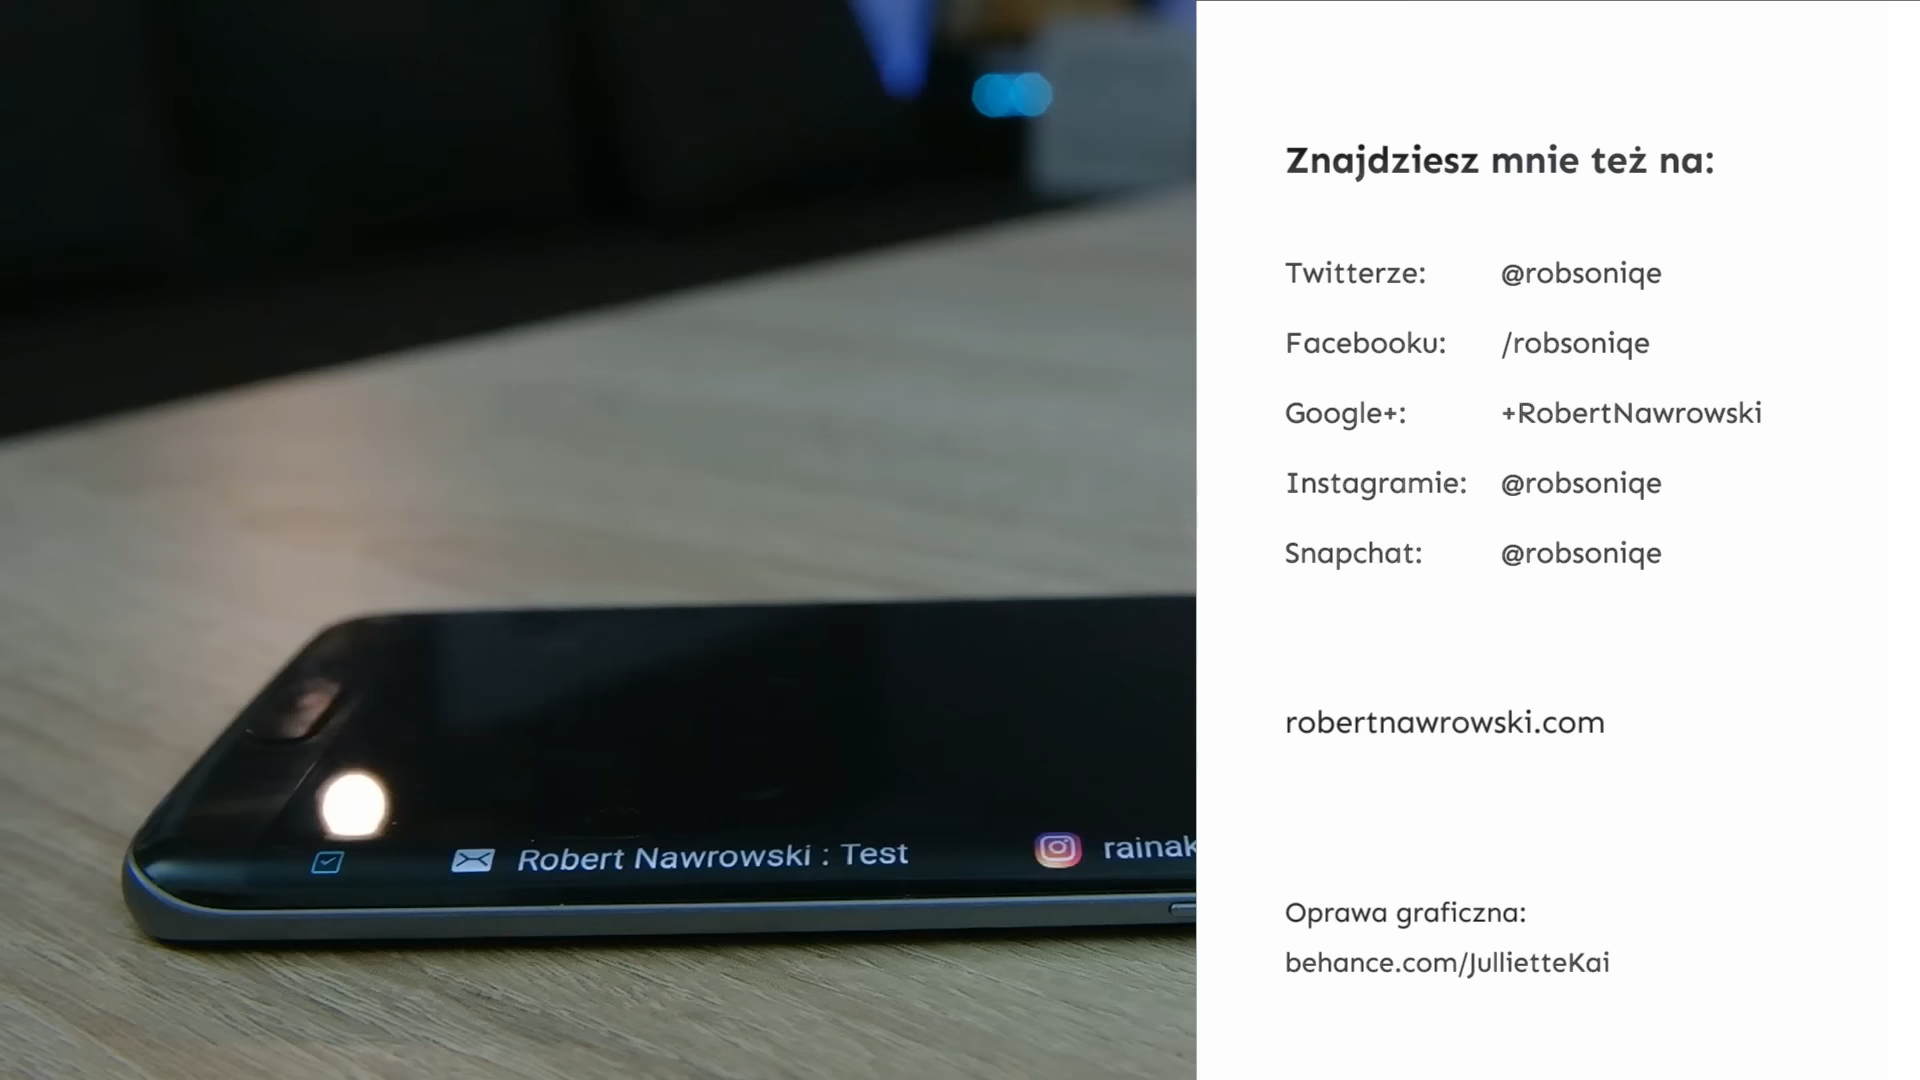 Znajdziesz mnie też na:
Twitterze: @robsoniqe
Facebooku: /robsoniqe
Google+: +RobertNawrowski
Instagramie: @robsoniqe
Snapchat: @robsoniqe
robertnawrowski.com
Oprawa graficzna:
behance.com/JullietteKai
Robert Nawrowski : Test
rainak